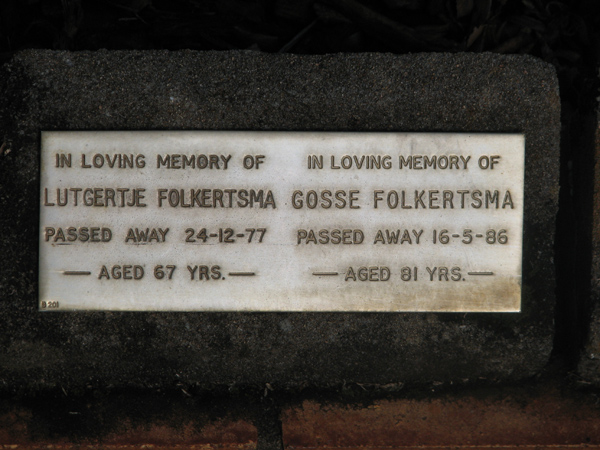 IN LOVING MEMORY OF
LUTGERTJE FOLKERTSMA
PASSED AWAY 24-12-77
— AGED 67 YRS. —
IN LOVING MEMORY OF
GOSSE FOLKERTSMA
PASSED AWAY 16-5-86
— AGED 81 YRS. —
B 201